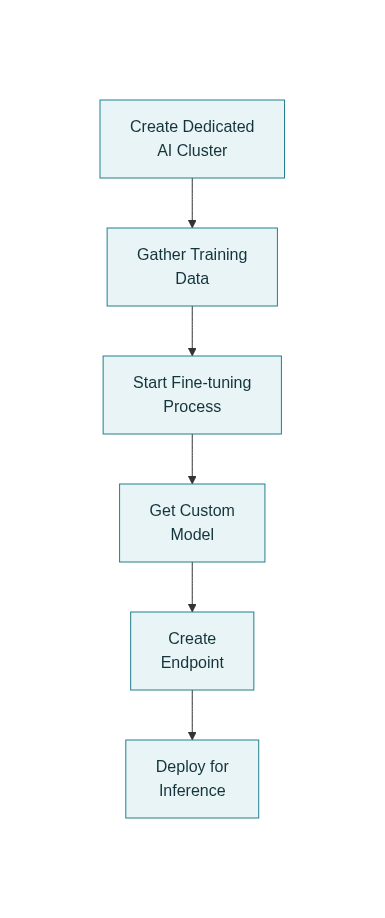 Create Dedicated
AI Cluster
Gather Training
Data
Start Fine-tuning
Process
Get Custom
Model
Create
Endpoint
Deploy for
Inference